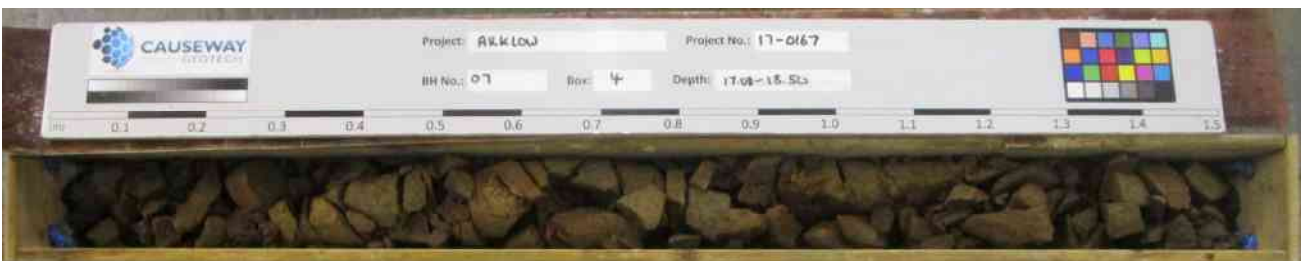 CAUSEWAY
GEOTECH
Project: ARKLOW Project No.: 17-0167
BH No.: 07 Box: 4 Depth: 17.00-18.50
0.1 0.2 0.3 0.4 0.5 0.6 0.7 0.8 0.9 1.0 1.1 1.2 1.3 1.4 1.5